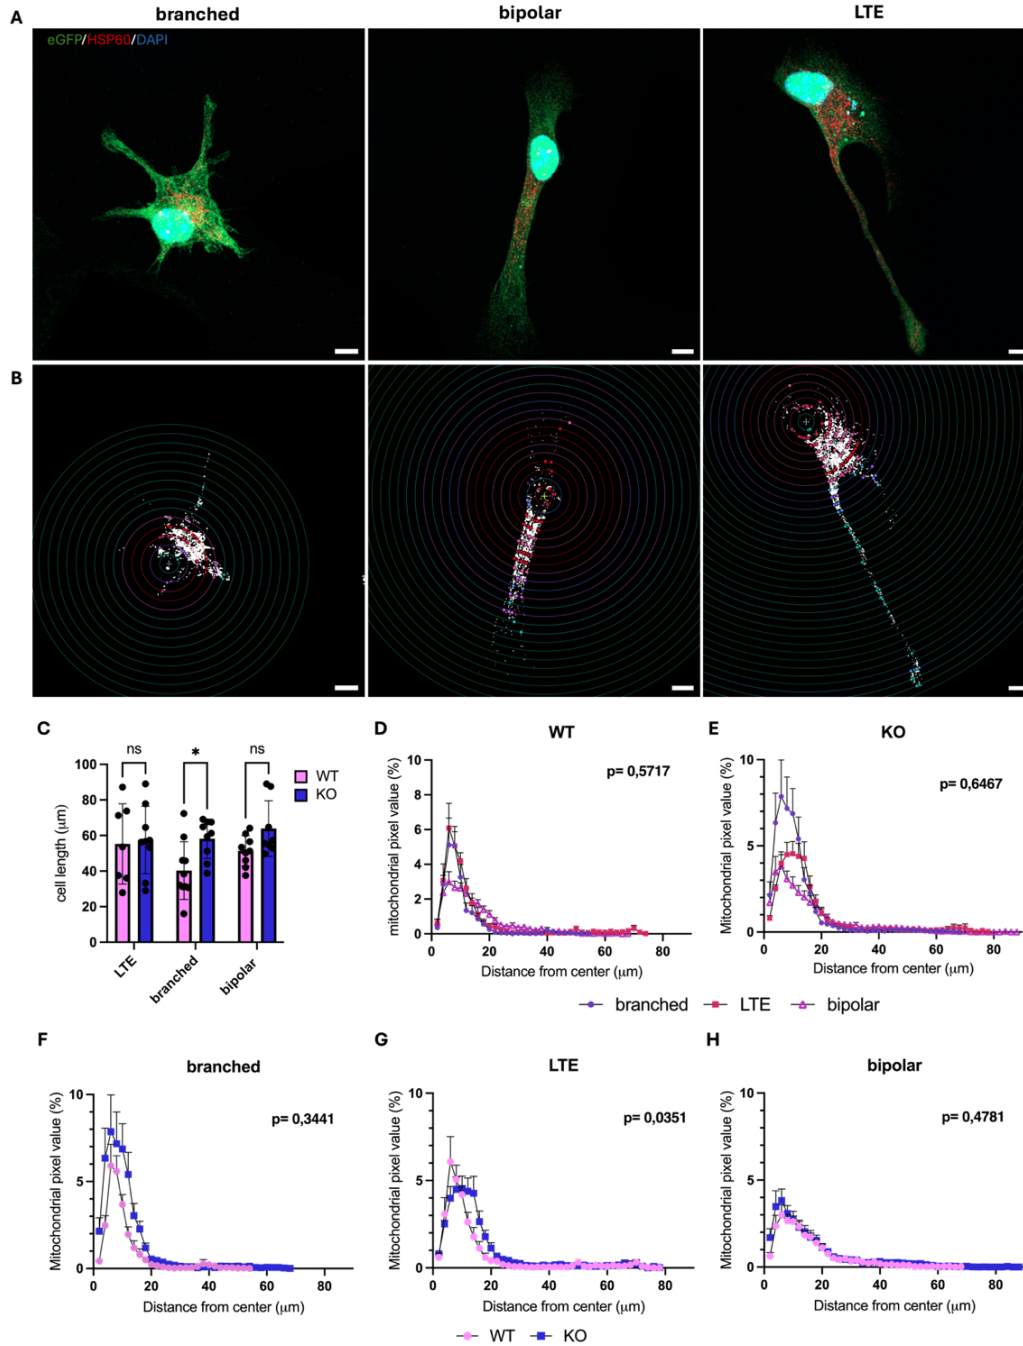 A
branched
bipolar
LTE
eGFP/HSP60/DAPI
B
C
ns
*
ns
WT
KO
cell length (µm)
100
80
60
40
20
0
LTE
branched
bipolar
D
WT
p= 0,5717
mitochondrial pixel value (%)
10
8
6
4
2
0
0
20
40
60
80
Distance from center (µm)
E
KO
p= 0,6467
Mitochondrial pixel value (%)
10
5
0
0
20
40
60
80
Distance from center (µm)
branched
LTE
bipolar
F
branched
p= 0,3441
Mitochondrial pixel value (%)
10
5
0
0
20
40
60
80
Distance from center (µm)
G
LTE
p= 0,0351
Mitochondrial pixel value (%)
10
5
0
0
20
40
60
80
Distance from center (µm)
H
bipolar
p= 0,4781
Mitochondrial pixel value (%)
10
5
0
0
20
40
60
80
Distance from center (µm)
WT
KO